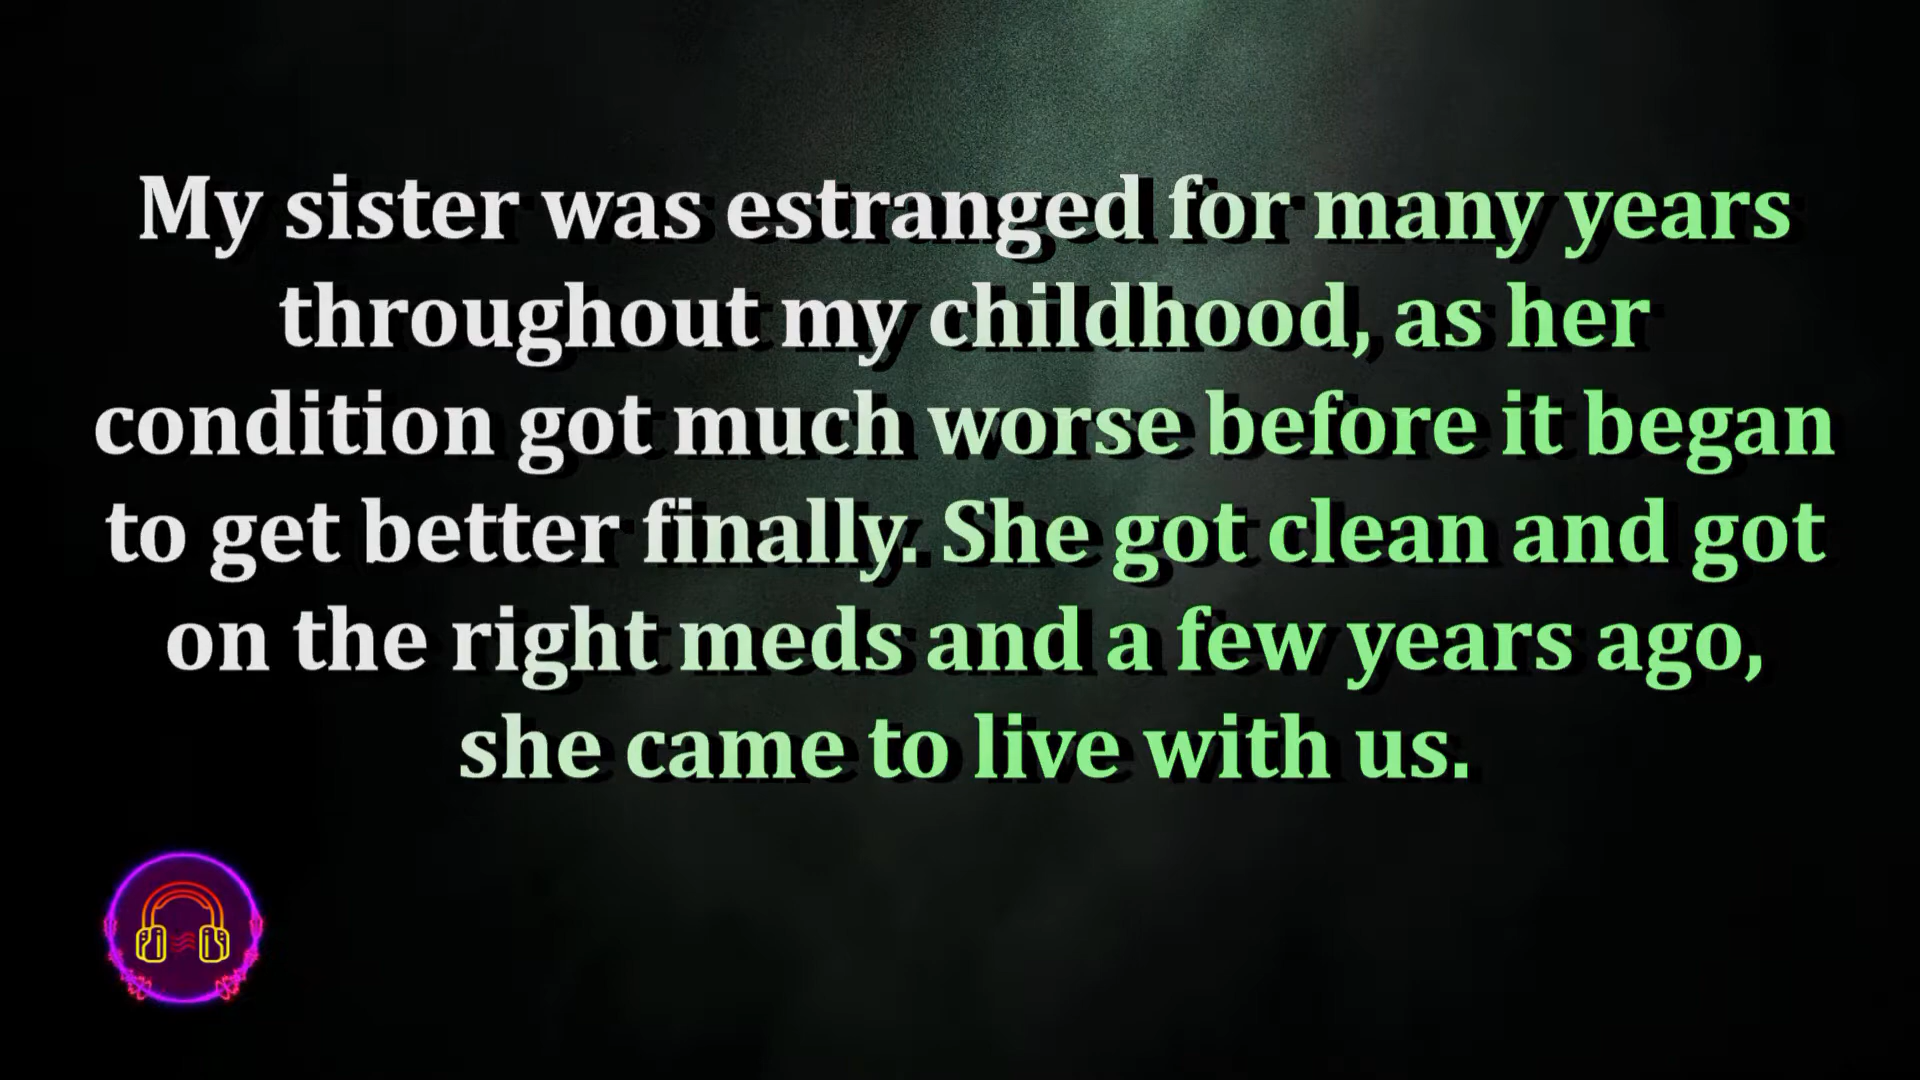 My sister was estranged for many years
throughout my childhood, as her
condition got much worse before it began
to get better finally. She got clean and got
on the right meds and a few years ago,
she came to live with us.